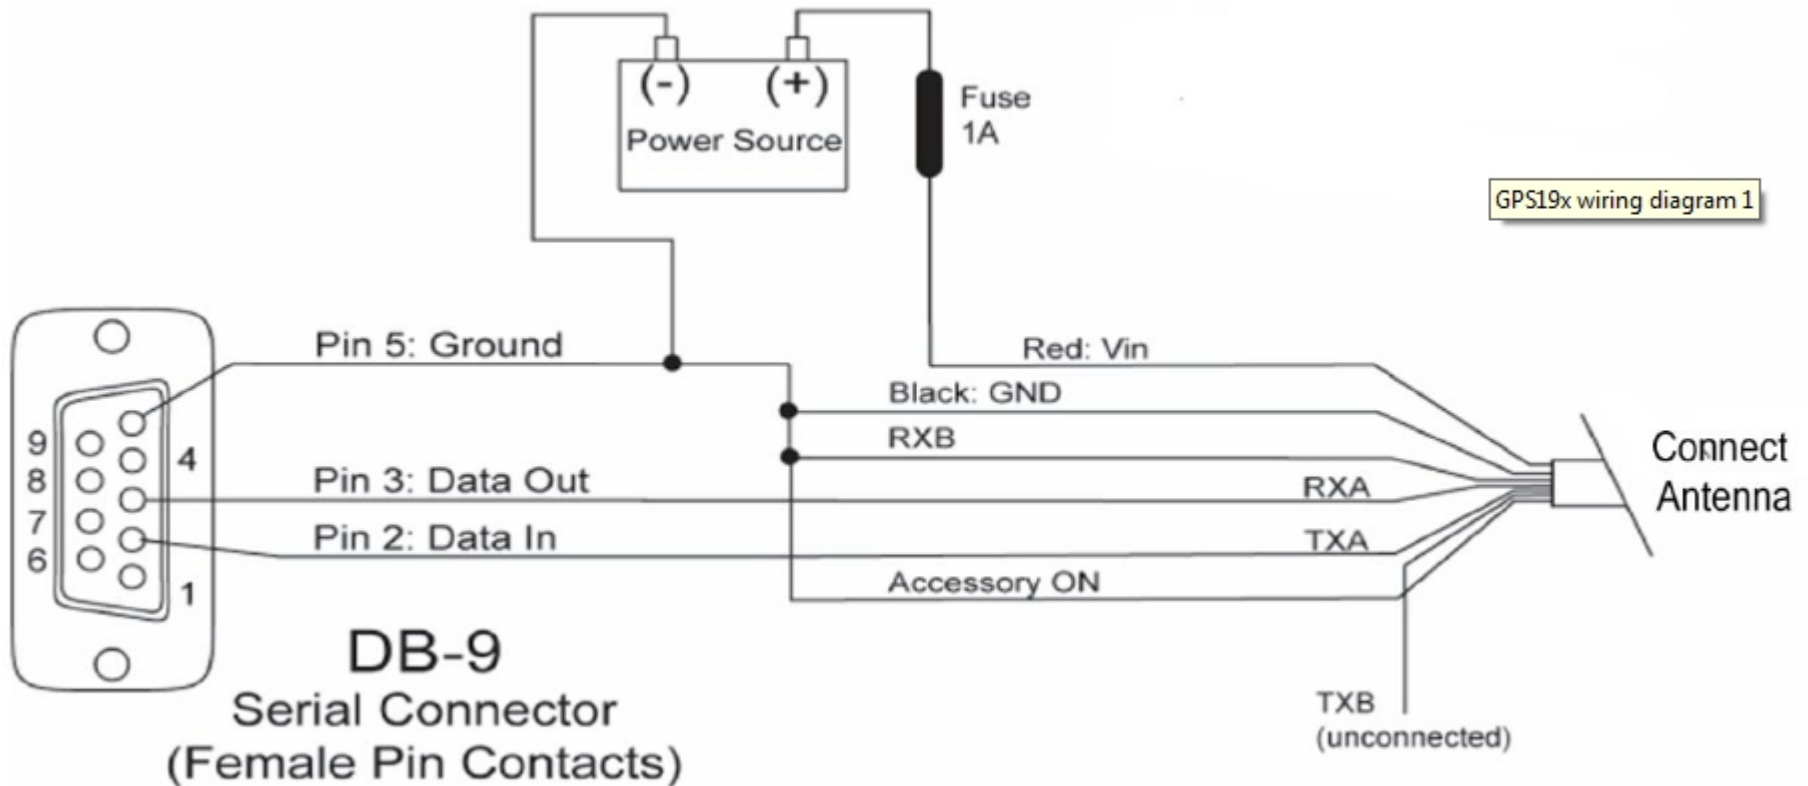 (-) (+)
Power Source
Fuse
1A
GPS19x wiring diagram 1
Pin 5: Ground
Red: Vin
Black: GND
RXB
Pin 3: Data Out
RXA
Pin 2: Data In
TXA
Accessory ON
Connect
Antenna
9
8
7
6
4
1
DB-9
Serial Connector
(Female Pin Contacts)
TXB
(unconnected)